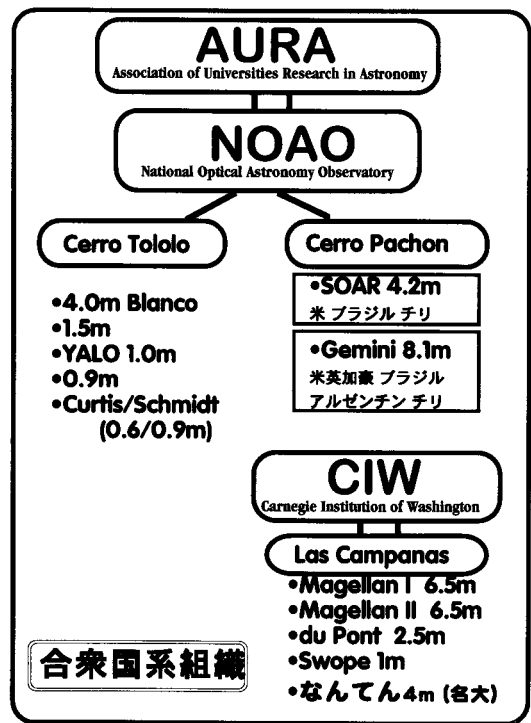 AURA
Association of Universities Research in Astronomy
NOAO
National Optical Astronomy Observatory
Cerro Tololo
•4.0m Blanco
•1.5m
•YALO 1.0m
•0.9m
•Curtis/Schmidt
(0.6/0.9m)
Cerro Pachon
•SOAR 4.2m
米 ブラジル チリ
•Gemini 8.1m
米英加豪 ブラジル
アルゼンチン チリ
CIW
Carnegie Institution of Washington
Las Campanas
•Magellan I 6.5m
•Magellan II 6.5m
•du Pont 2.5m
•Swope 1m
•なんてん4m (名大)
合衆国系組織